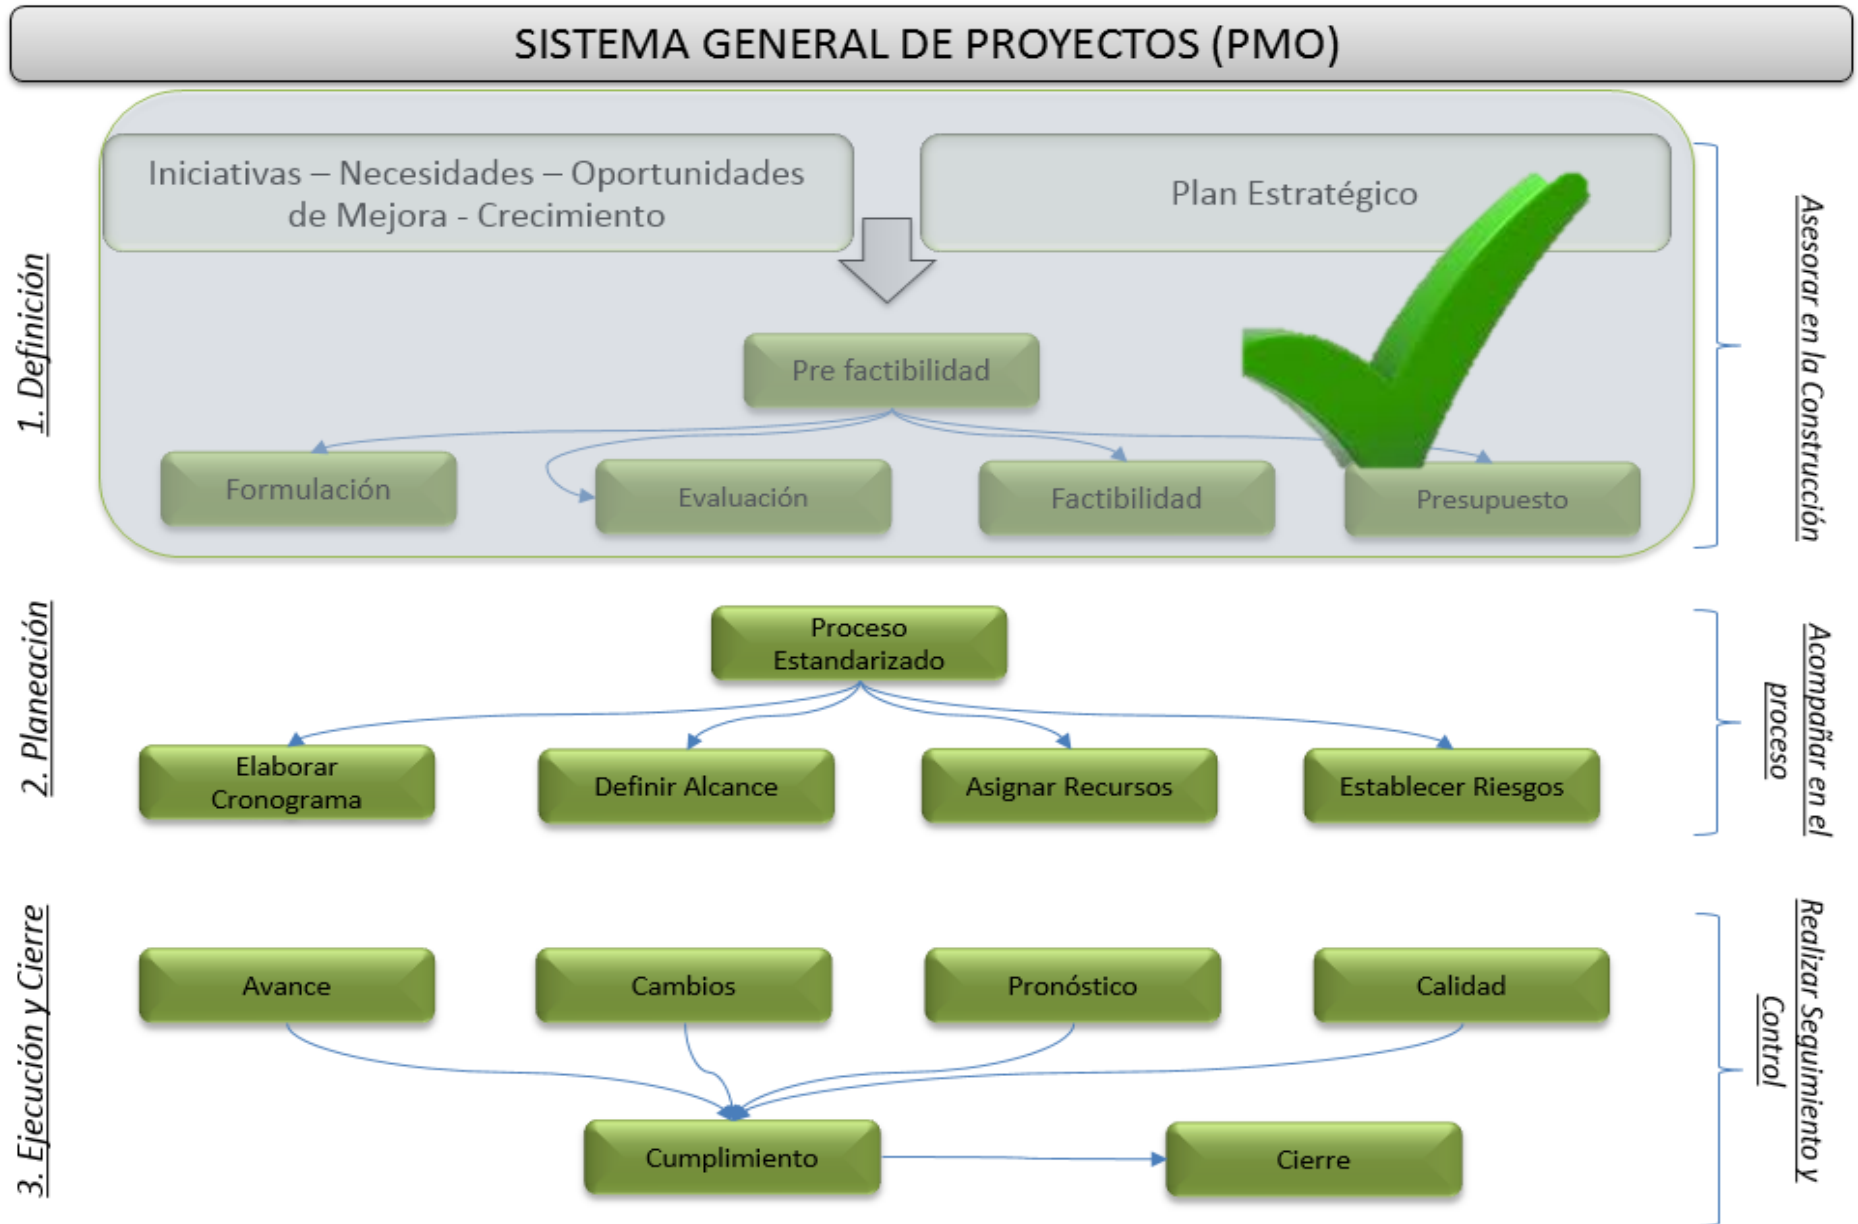 SISTEMA GENERAL DE PROYECTOS (PMO)
1. Definición
Iniciativas – Necesidades – Oportunidades
de Mejora - Crecimiento
Plan Estratégico
Pre factibilidad
Formulación
Evaluación
Factibilidad
Presupuesto
Asesorar en la Construcción
2. Planeación
Proceso
Estandarizado
Elaborar
Cronograma
Definir Alcance
Asignar Recursos
Establecer Riesgos
Acompañar en el
proceso
3. Ejecución y Cierre
Avance
Cambios
Pronóstico
Calidad
Cumplimiento
Cierre
Realizar Seguimiento y
Control